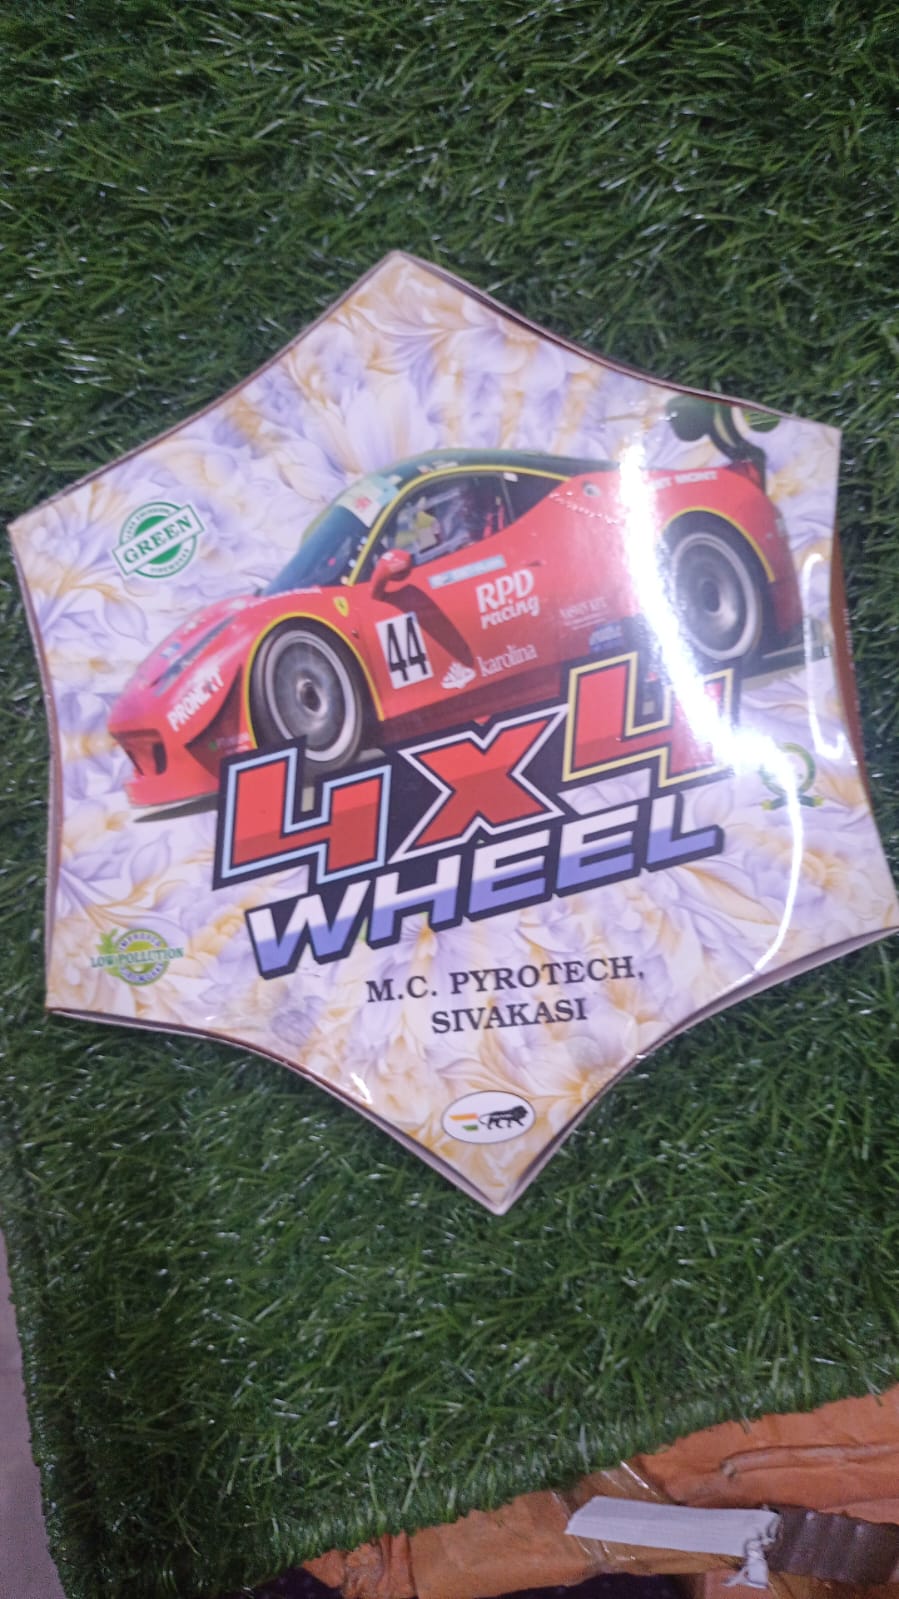 GREEN
RPD
racing
44
karolina
4x4
WHEEL
LOW POLLUTION
M.C. PYROTECH,
SIVAKASI